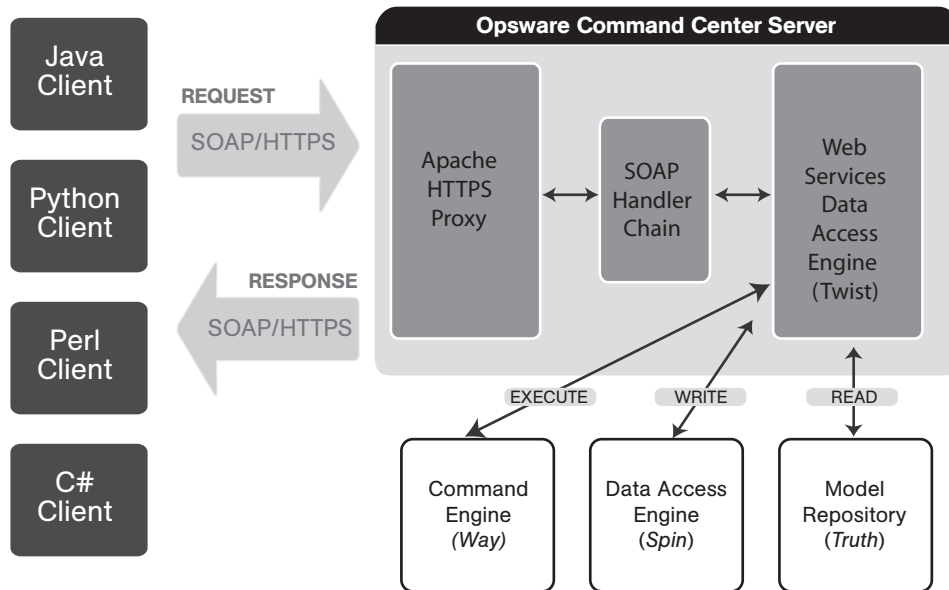 Java
Client
Python
Client
Perl
Client
C#
Client
REQUEST
SOAP/HTTPS
RESPONSE
SOAP/HTTPS
Opsware Command Center Server
Apache
HTTPS
Proxy
SOAP
Handler
Chain
Web
Services
Data
Access
Engine
(Twist)
EXECUTE
WRITE
READ
Command
Engine
(Way)
Data Access
Engine
(Spin)
Model
Repository
(Truth)